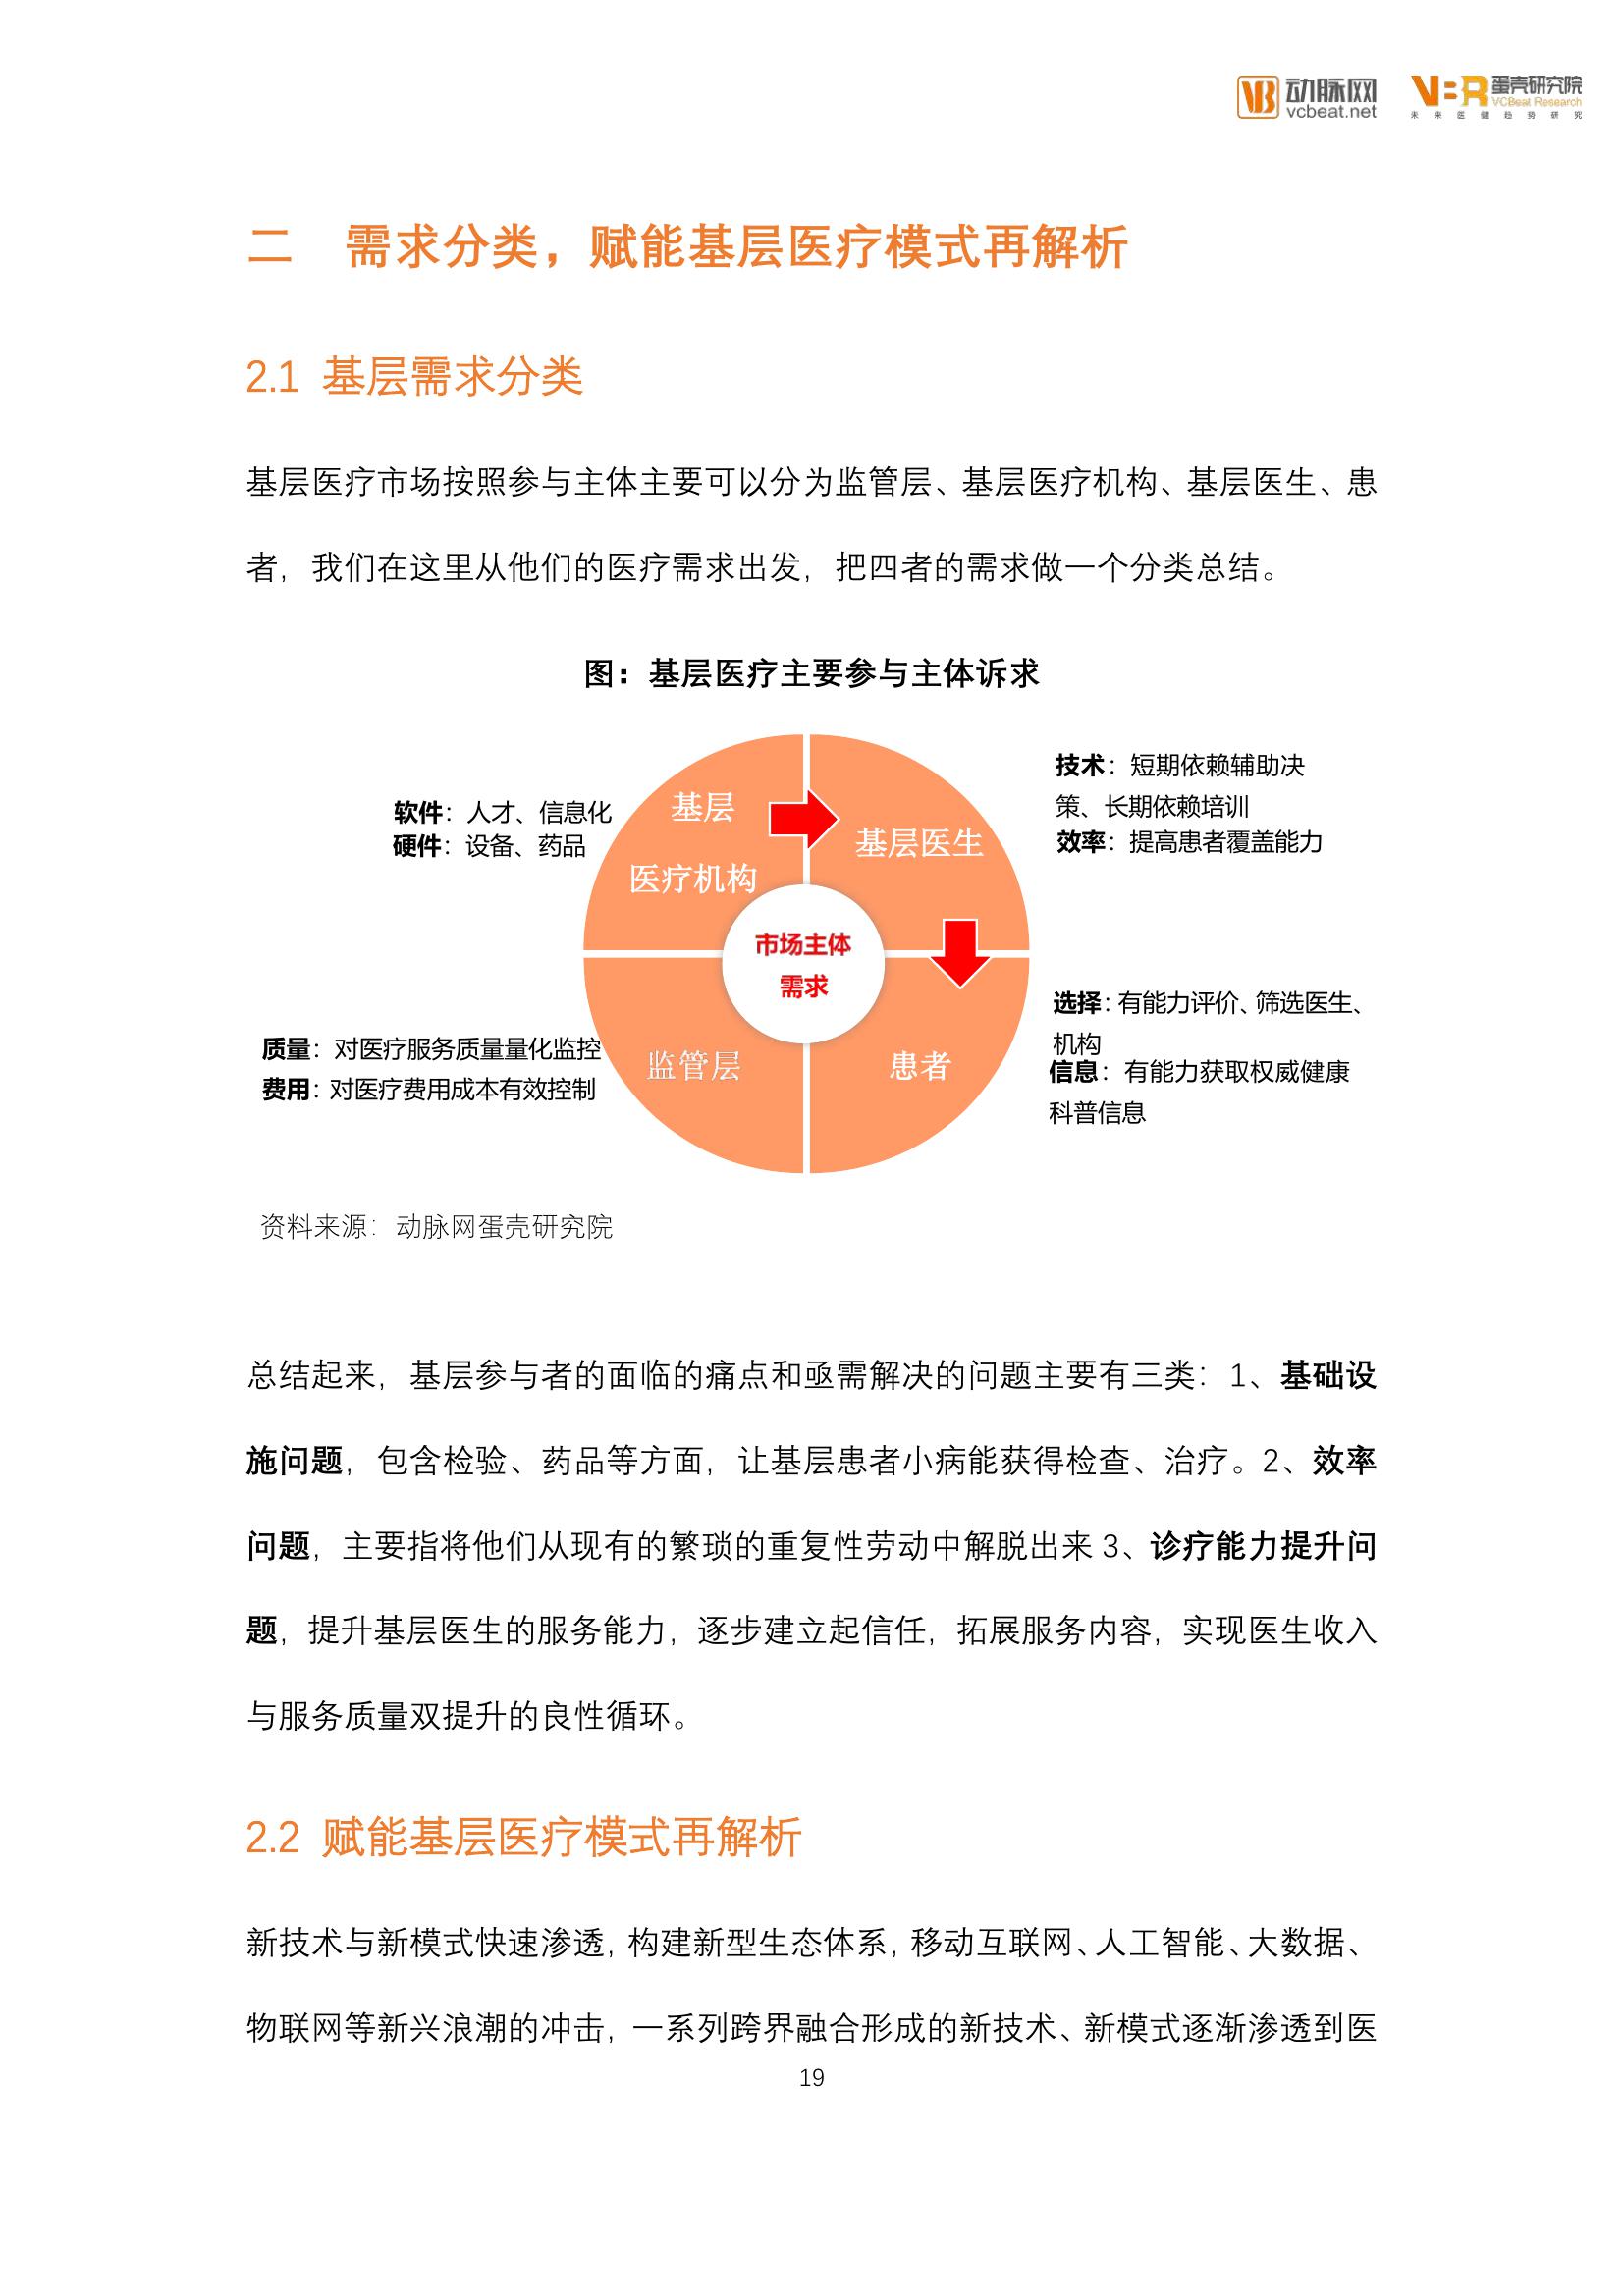 动脉网
vcbeat.net
VBR 蛋壳研究院
VCBeat Research
未来医健趋势研究
二 需求分类，赋能基层医疗模式再解析
2.1 基层需求分类
基层医疗市场按照参与主体主要可以分为监管层、基层医疗机构、基层医生、患
者，我们在这里从他们的医疗需求出发，把四者的需求做一个分类总结。
图：基层医疗主要参与主体诉求
软件：人才、信息化
硬件：设备、药品
基层
医疗机构
基层医生
技术：短期依赖辅助决
策、长期依赖培训
效率：提高患者覆盖能力
市场主体
需求
质量：对医疗服务质量量化监控
费用：对医疗费用成本有效控制
监管层
患者
选择：有能力评价、筛选医生、
机构
信息：有能力获取权威健康
科普信息
资料来源：动脉网蛋壳研究院
总结起来，基层参与者的面临的痛点和亟需解决的问题主要有三类：1、基础设
施问题，包含检验、药品等方面，让基层患者小病能获得检查、治疗。2、效率
问题，主要指将他们从现有的繁琐的重复性劳动中解脱出来 3、诊疗能力提升问
题，提升基层医生的服务能力，逐步建立起信任，拓展服务内容，实现医生收入
与服务质量双提升的良性循环。
2.2 赋能基层医疗模式再解析
新技术与新模式快速渗透，构建新型生态体系，移动互联网、人工智能、大数据、
物联网等新兴浪潮的冲击，一系列跨界融合形成的新技术、新模式逐渐渗透到医
19